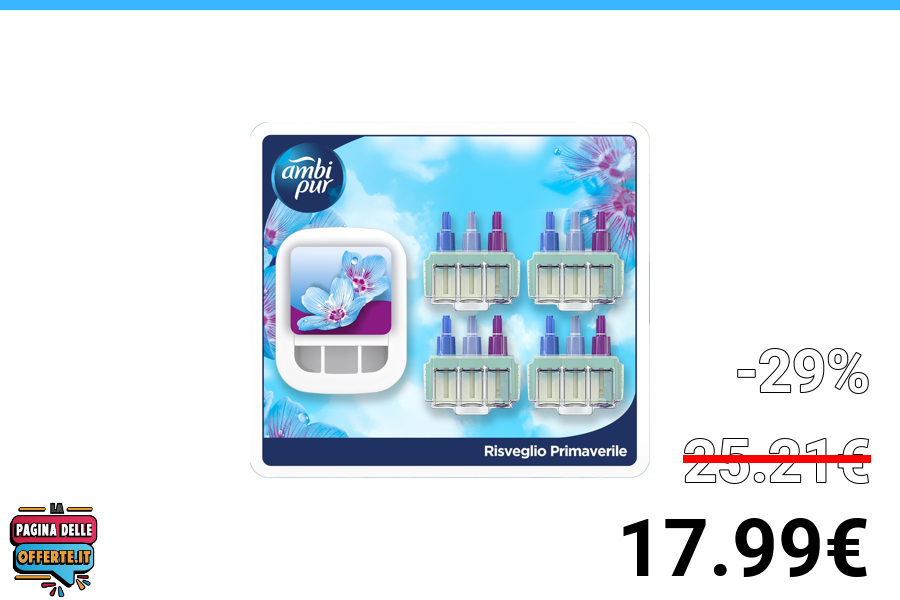 ambi
pur
Risveglio Primaverile
-29%
25.21€
17.99€
LA
PAGINA DELLE
OFFERTE.IT